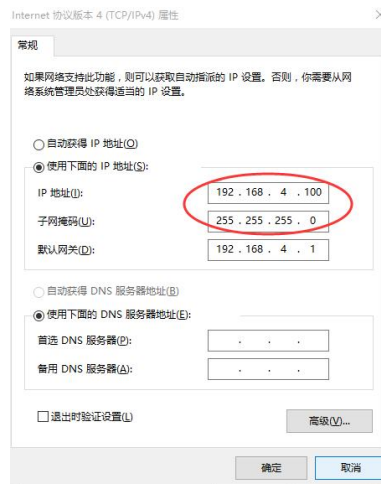 Internet 协议版本 4 (TCP/IPv4) 属性
常规
如果网络支持此功能，则可以获取自动指派的 IP 设置。否则，你需要从网
络系统管理员处获得适当的 IP 设置。
自动获得 IP 地址(O)
使用下面的 IP 地址(S):
IP 地址(I): 192 . 168 . 4 . 100
子网掩码(U): 255 . 255 . 255 . 0
默认网关(D): 192 . 168 . 4 . 1
自动获得 DNS 服务器地址(B)
使用下面的 DNS 服务器地址(E):
首选 DNS 服务器(P): . . .
备用 DNS 服务器(A): . . .
退出时验证设置(L)
高级(V)...
确定 取消